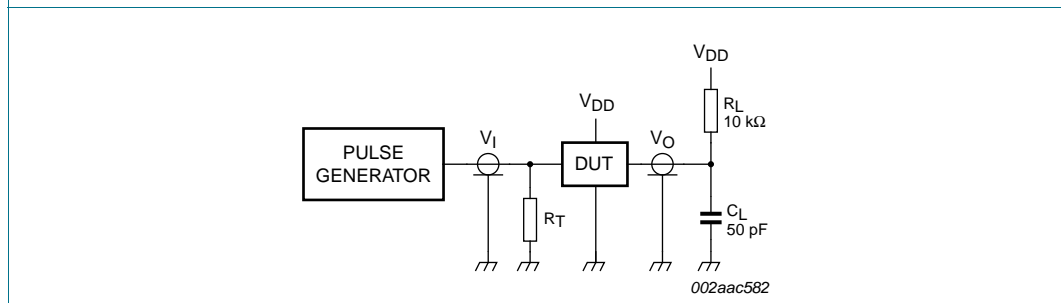 VDD
RL
10 kΩ
VDD
VI
VO
PULSE
GENERATOR
DUT
RT
CL
50 pF
002aac582